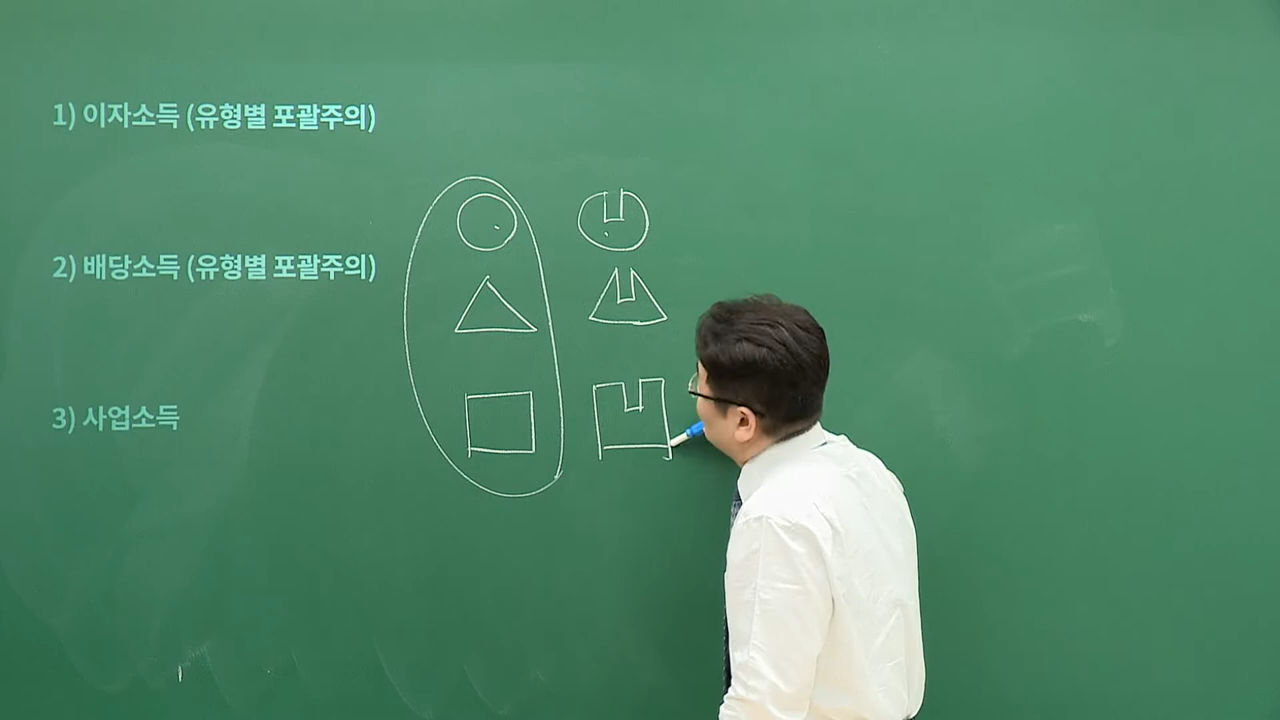 1) 이자소득 (유형별 포괄주의)
2) 배당소득 (유형별 포괄주의)
3) 사업소득